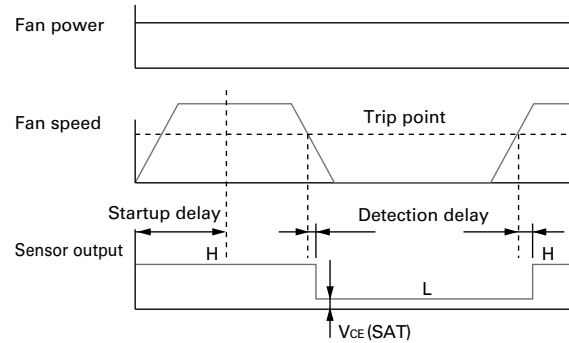 Fan power
Fan speed
Trip point
Startup delay
Detection delay
Sensor output
H
H
L
VCE (SAT)